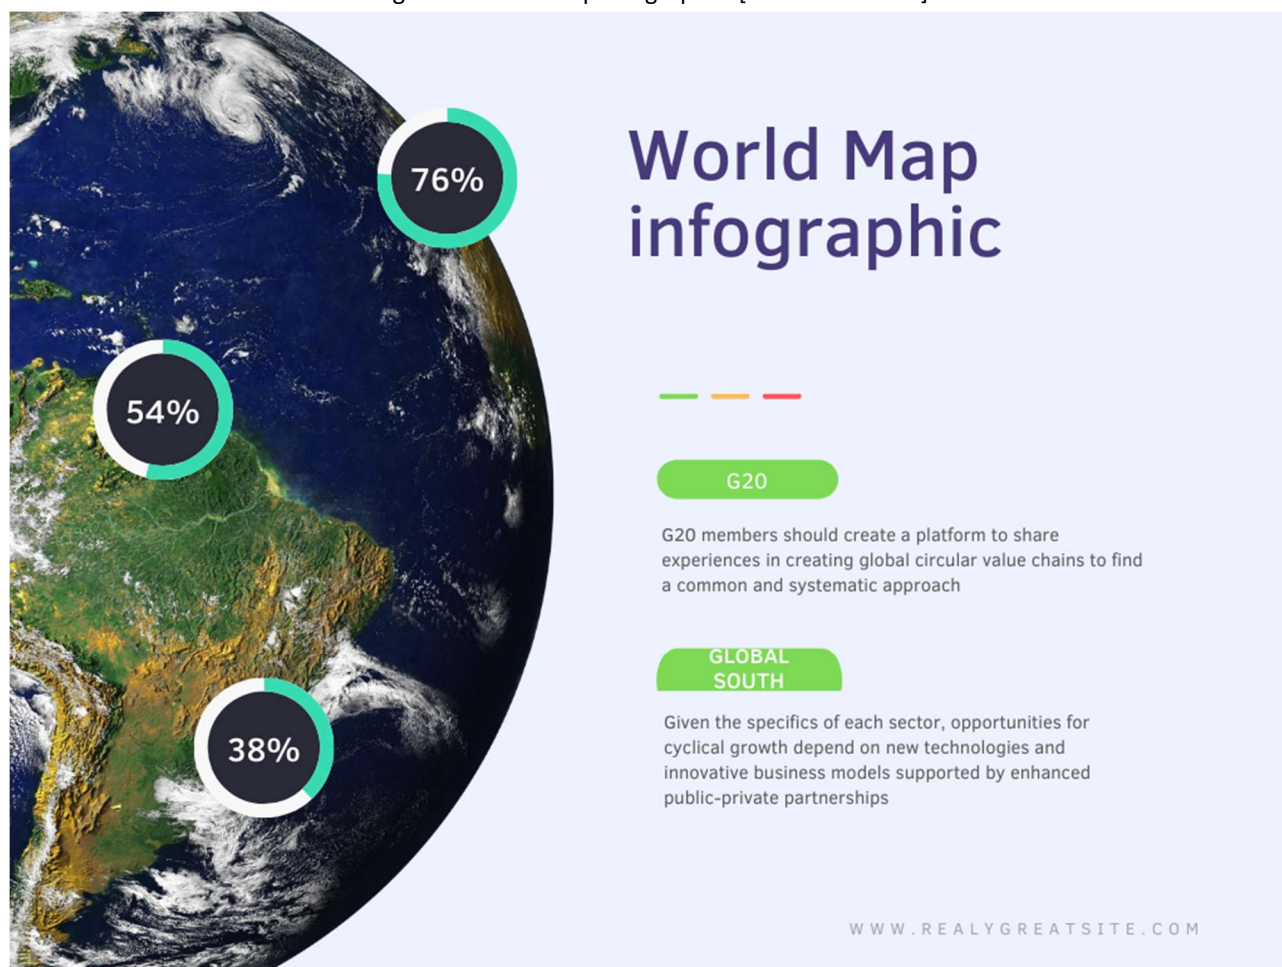 World Map
infographic
76%
54%
38%
G20
G20 members should create a platform to share
experiences in creating global circular value chains to find
a common and systematic approach
GLOBAL
SOUTH
Given the specifics of each sector, opportunities for
cyclical growth depend on new technologies and
innovative business models supported by enhanced
public-private partnerships
WWW.REALYGREATSITE.COM